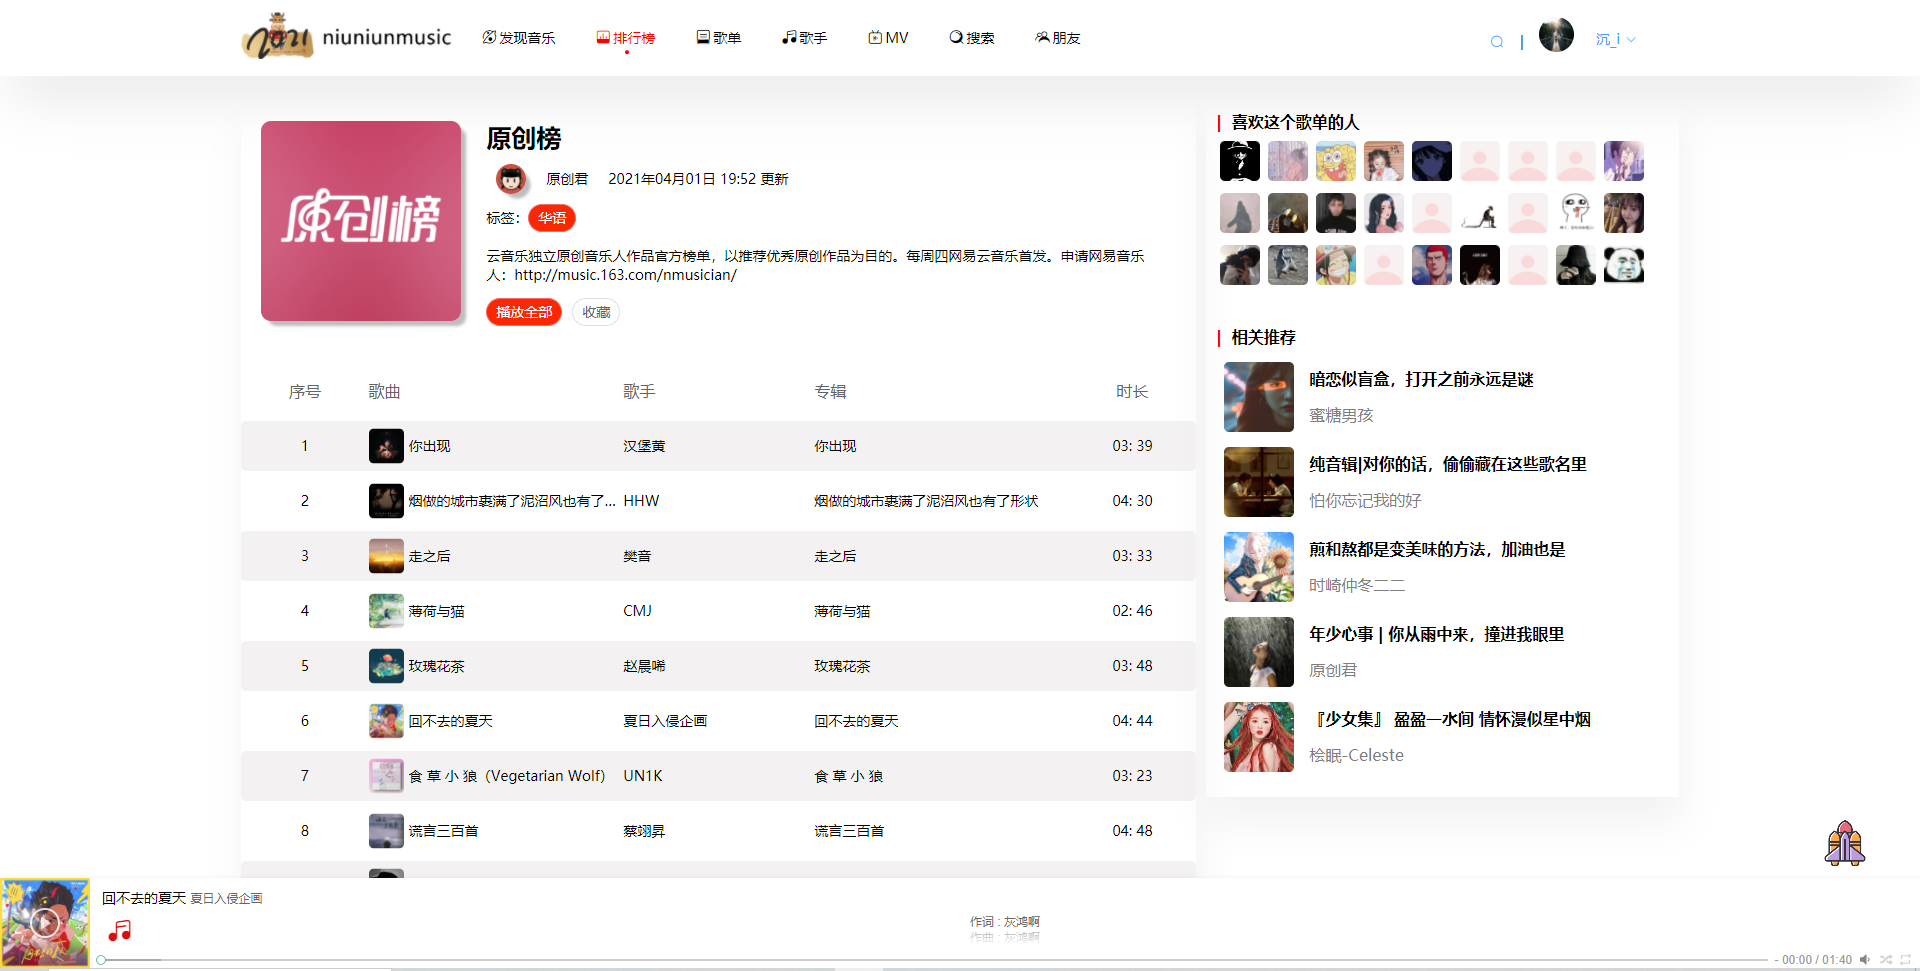 2021 niuniunmusic 发现音乐 排行榜 歌单 歌手 MV 搜索 朋友 | 沉_i
原创榜
原创榜
原创君 2021年04月01日 19:52 更新
标签： 华语
云音乐独立原创音乐人作品官方榜单，以推荐优秀原创作品为目的。每周四网易云音乐首发。申请网易音乐
人：http://music.163.com/nmusician/
播放全部 收藏
序号 歌曲 歌手 专辑 时长
1 你出现 汉堡黄 你出现 03: 39
2 烟做的城市裹满了泥沼风也有了... HHW 烟做的城市裹满了泥沼风也有了形状 04: 30
3 走之后 樊音 走之后 03: 33
4 薄荷与猫 CMJ 薄荷与猫 02: 46
5 玫瑰花茶 赵晨唏 玫瑰花茶 03: 48
6 回不去的夏天 夏日入侵企画 回不去的夏天 04: 44
7 食 草 小 狼（Vegetarian Wolf） UN1K 食 草 小 狼 03: 23
8 谎言三百首 蔡翊昇 谎言三百首 04: 48
喜欢这个歌单的人
相关推荐
暗恋似盲盒，打开之前永远是谜
蜜糖男孩
纯音辑|对你的话，偷偷藏在这些歌名里
怕你忘记我的好
煎和熬都是变美味的方法，加油也是
时崎仲冬二二
年少心事 | 你从雨中来，撞进我眼里
原创君
『少女集』 盈盈一水间 情怀漫似星中烟
桧眠-Celeste
回不去的夏天 夏日入侵企画
作词 : 灰鸿啊
作曲 : 灰鸿啊
- 00:00 / 01:40